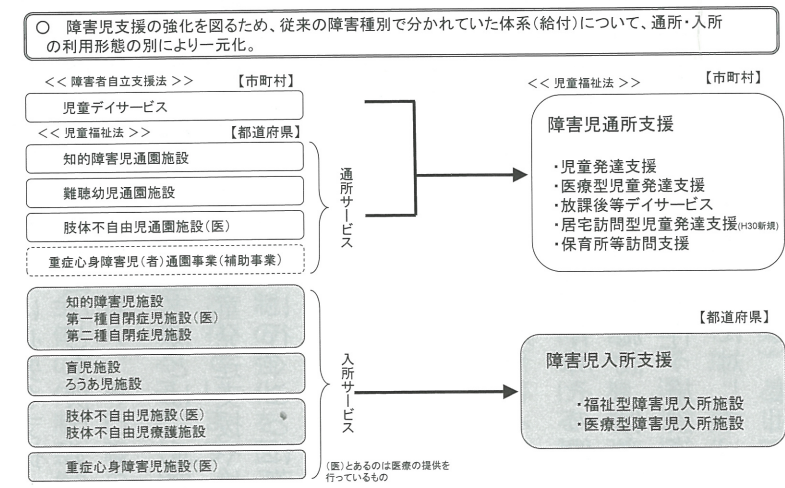 ○ 障害児支援の強化を図るため、従来の障害種別で分かれていた体系(給付)について、通所・入所
の利用形態の別により一元化。
<< 障害者自立支援法 >> 【市町村】
児童デイサービス
<< 児童福祉法 >> 【都道府県】
知的障害児通園施設
難聴幼児通園施設
肢体不自由児通園施設(医)
重症心身障害児(者)通園事業(補助事業)
通所サービス
知的障害児施設
第一種自閉症児施設(医)
第二種自閉症児施設
盲児施設
ろうあ児施設
肢体不自由児施設(医)
肢体不自由児療護施設
重症心身障害児施設(医)
入所サービス
(医)とあるのは医療の提供を
行っているもの
<< 児童福祉法 >> 【市町村】
障害児通所支援
・児童発達支援
・医療型児童発達支援
・放課後等デイサービス
・居宅訪問型児童発達支援(H30新規)
・保育所等訪問支援
【都道府県】
障害児入所支援
・福祉型障害児入所施設
・医療型障害児入所施設